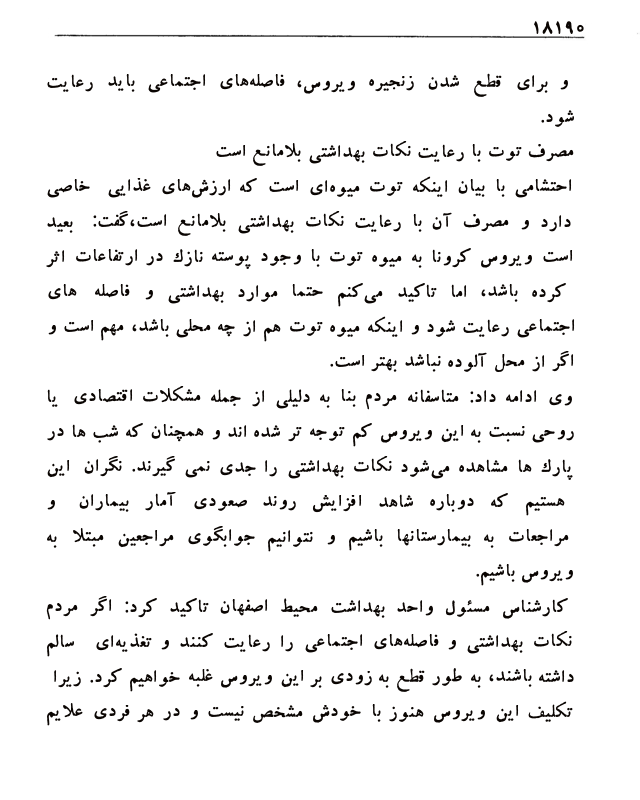 ۱۸۱۹۰
و برای قطع شدن زنجیره ویروس، فاصله‌های اجتماعی باید رعایت
شود.
مصرف توت با رعایت نکات بهداشتی بلامانع است
احتشامی با بیان اینکه توت میوه‌ای است که ارزش‌های غذایی خاصی
دارد و مصرف آن با رعایت نکات بهداشتی بلامانع است،گفت: بعید
است ویروس کرونا به میوه توت با وجود پوسته نازك در ارتفاعات اثر
کرده باشد، اما تاکید می‌کنم حتما موارد بهداشتی و فاصله های
اجتماعی رعایت شود و اینکه میوه توت هم از چه محلی باشد، مهم است و
اگر از محل آلوده نباشد بهتر است.
وی ادامه داد: متاسفانه مردم بنا به دلیلی از جمله مشکلات اقتصادی یا
روحی نسبت به این ویروس کم توجه تر شده اند و همچنان که شب ها در
پارك ها مشاهده می‌شود نکات بهداشتی را جدی نمی گیرند. نگران این
هستیم که دوباره شاهد افزایش روند صعودی آمار بیماران و
مراجعات به بیمارستانها باشیم و نتوانیم جوابگوی مراجعین مبتلا به
ویروس باشیم.
کارشناس مسئول واحد بهداشت محیط اصفهان تاکید کرد: اگر مردم
نکات بهداشتی و فاصله‌های اجتماعی را رعایت کنند و تغذیه‌ای سالم
داشته باشند، به طور قطع به زودی بر این ویروس غلبه خواهیم کرد. زیرا
تکلیف این ویروس هنوز با خودش مشخص نیست و در هر فردی علایم